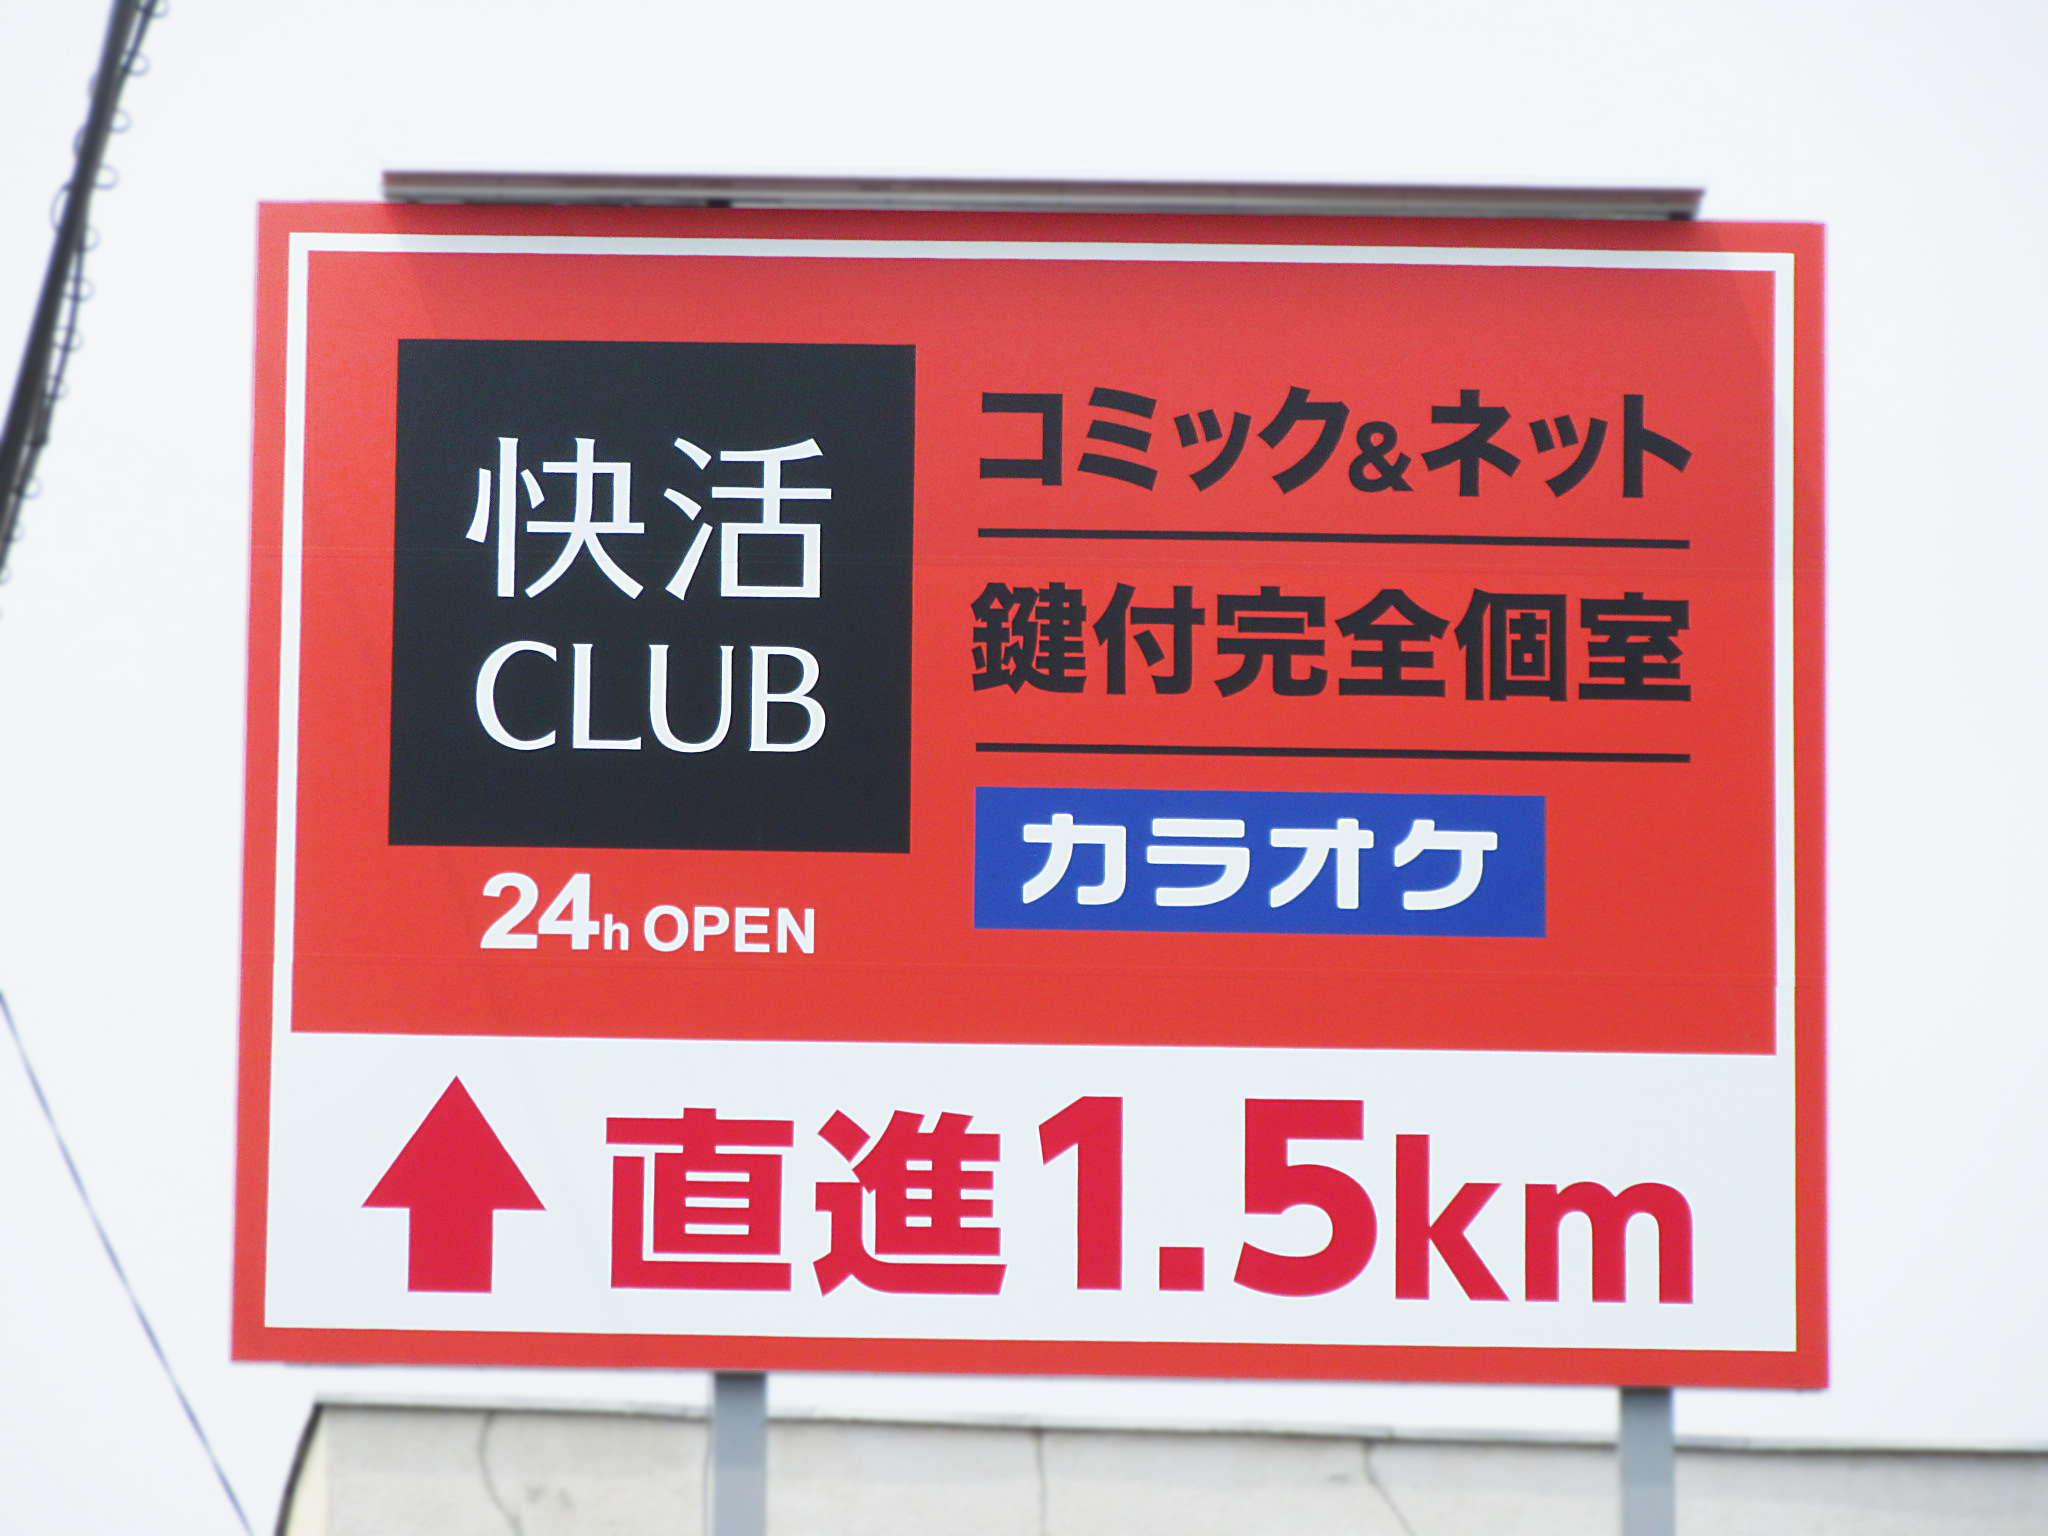 快活
CLUB
24h OPEN
コミック&ネット
鍵付完全個室
カラオケ
直進1.5km